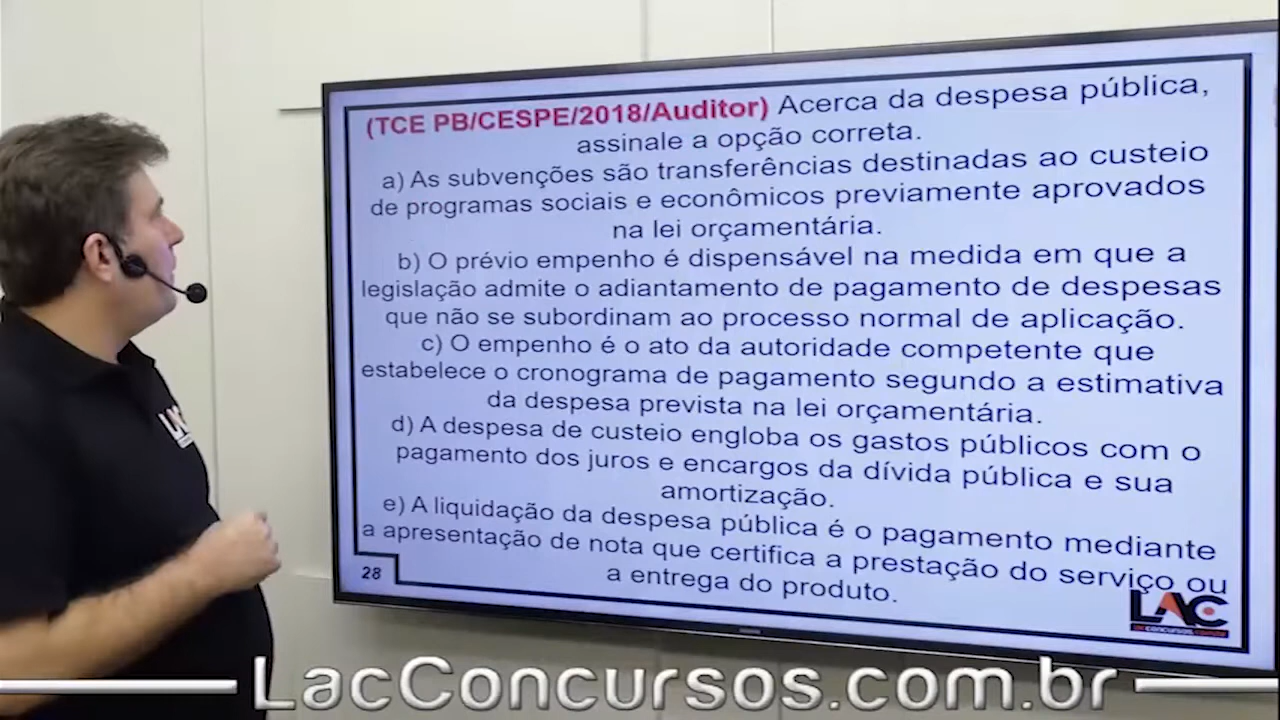 (TCE PB/CESPE/2018/Auditor) Acerca da despesa pública,
assinale a opção correta.
a) As subvenções são transferências destinadas ao custeio
de programas sociais e econômicos previamente aprovados
na lei orçamentária.
b) O prévio empenho é dispensável na medida em que a
legislação admite o adiantamento de pagamento de despesas
que não se subordinam ao processo normal de aplicação.
c) O empenho é o ato da autoridade competente que
estabelece o cronograma de pagamento segundo a estimativa
da despesa prevista na lei orçamentária.
d) A despesa de custeio engloba os gastos públicos com o
pagamento dos juros e encargos da dívida pública e sua
amortização.
e) A liquidação da despesa pública é o pagamento mediante
a apresentação de nota que certifica a prestação do serviço ou
a entrega do produto.
28
LAC
LacConcursos.com.br